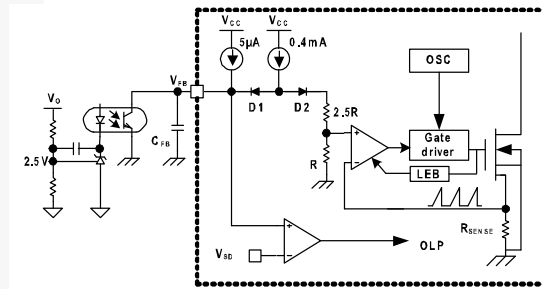 Vcc Vcc
5µA 0.4mA
OSC
VFB
D1 D2
2.5R
Vo
CFB
R
Gate
driver
LEB
2.5V
RSENSE
+
-
+
-
VSD
OLP